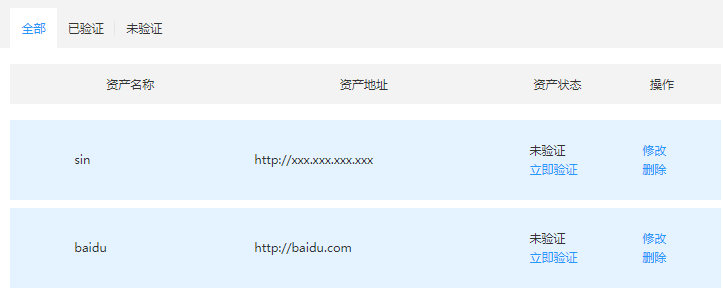 全部 已验证 未验证
资产名称 资产地址 资产状态 操作
sin http://xxx.xxx.xxx.xxx 未验证 修改
立即验证 删除
baidu http://baidu.com 未验证 修改
立即验证 删除